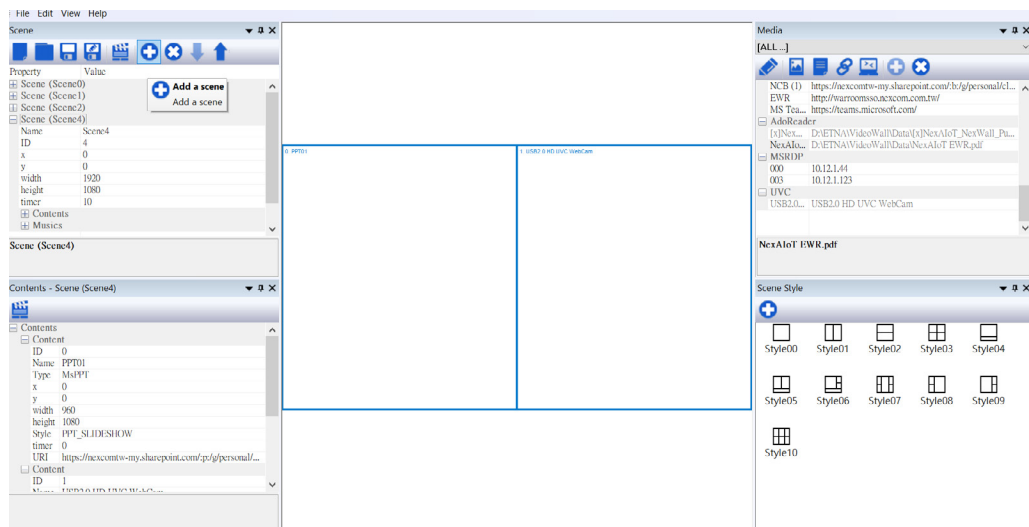 File Edit View Help
Scene
Property Value
Scene (Scene0)
Scene (Scene1)
Scene (Scene2)
Scene (Scene4)
Name Scene4
ID 4
x 0
y 0
width 1920
height 1080
timer 10
Contents
Musics
Add a scene
Add a scene
Scene (Scene4)
Contents - Scene (Scene4)
Contents
Content
ID 0
Name PPT01
Type MsPPT
x 0
y 0
width 960
height 1080
Style PPT_SLIDESHOW
timer 0
URI https://nexcomtw-my.sharepoint.com/:p:/g/personal/...
Content
ID 1
Name USB2.0 HD UVC WebCam
0 PPT01
1 USB2.0 HD UVC WebCam
Media
[ALL ...]
NCB (1) https://nexcomtw-my.sharepoint.com/:b:/g/personal/cl...
EWR http://warroomsso.nexcom.com.tw/
MS Tea... https://teams.microsoft.com/
AdoReader
[x]Nex... D:\ETNA\VideoWall\Data\[x]NexAIoT_NexWall_Pu...
NexAIo... D:\ETNA\VideoWall\Data\NexAIoT EWR.pdf
MSRDP
000 10.12.1.44
003 10.12.1.123
UVC
USB2.0... USB2.0 HD UVC WebCam
NexAIoT EWR.pdf
Scene Style
Style00 Style01 Style02 Style03 Style04
Style05 Style06 Style07 Style08 Style09
Style10